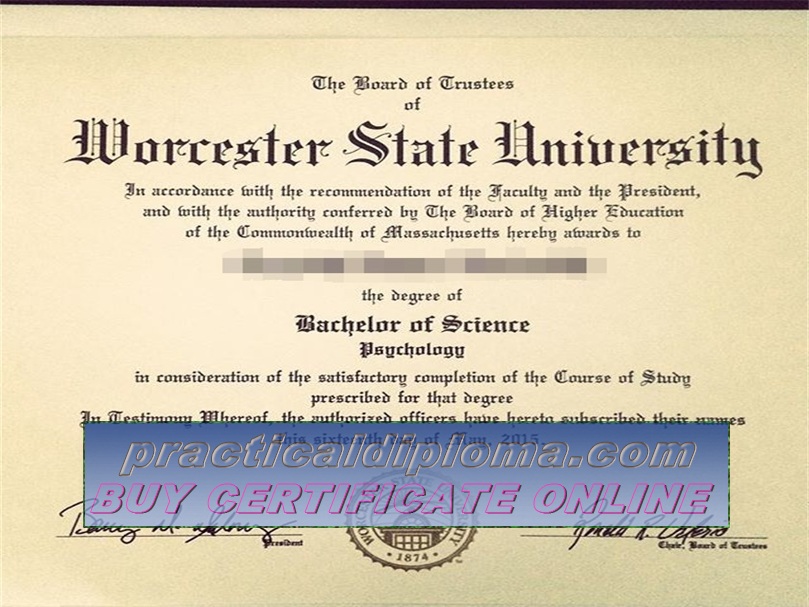 The Board of Trustees
of
Worcester State University
In accordance with the recommendation of the Faculty and the President,
and with the authority conferred by The Board of Higher Education
of the Commonwealth of Massachusetts hereby awards to
the degree of
Bachelor of Science
Psychology
in consideration of the satisfactory completion of the Course of Study
prescribed for that degree
In Testimony Whereof, the authorized officers have hereto subscribed their names
this sixteenth day of May, 2015.
practicaldiploma.com
BUY CERTIFICATE ONLINE
President
WORCESTER STATE UNIVERSITY
• 1874 •
Chair, Board of Trustees